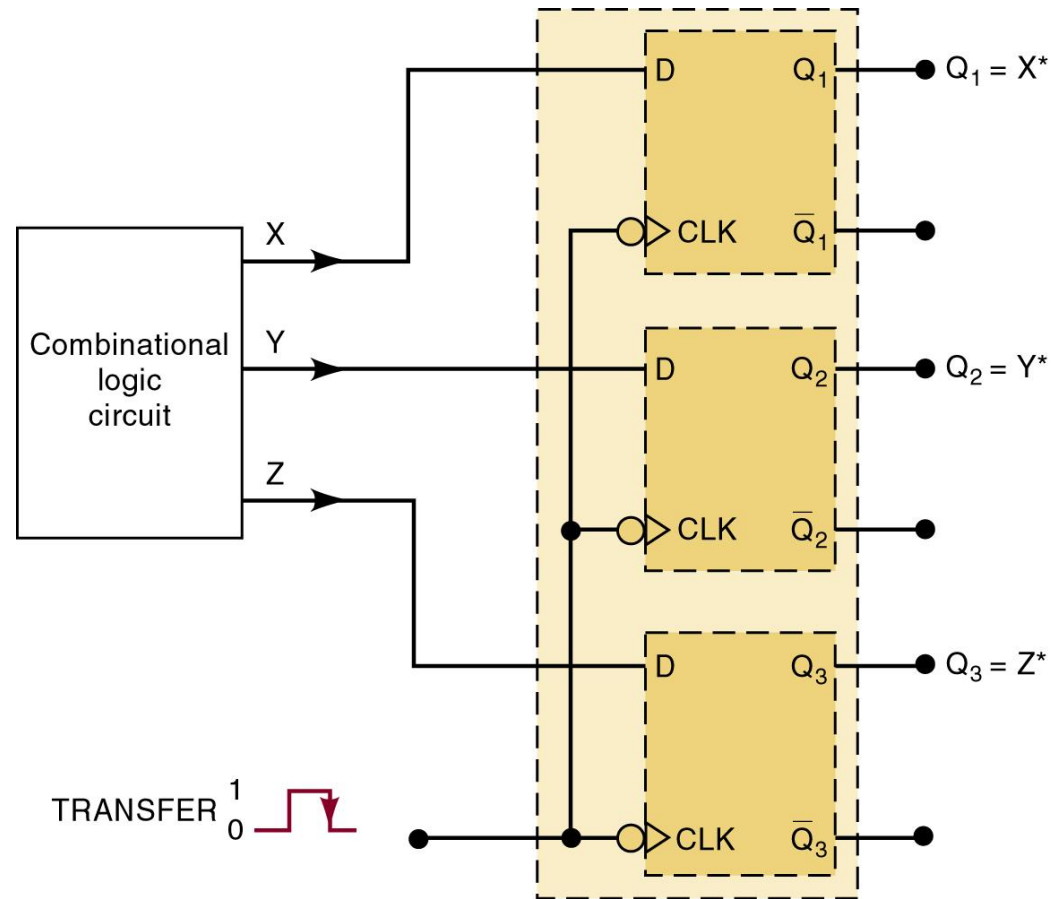 D Q₁ Q₁ = X*
X
CLK Q̅₁
Combinational
logic
circuit
Y
D Q₂ Q₂ = Y*
Z
CLK Q̅₂
D Q₃ Q₃ = Z*
TRANSFER 1
0
CLK Q̅₃